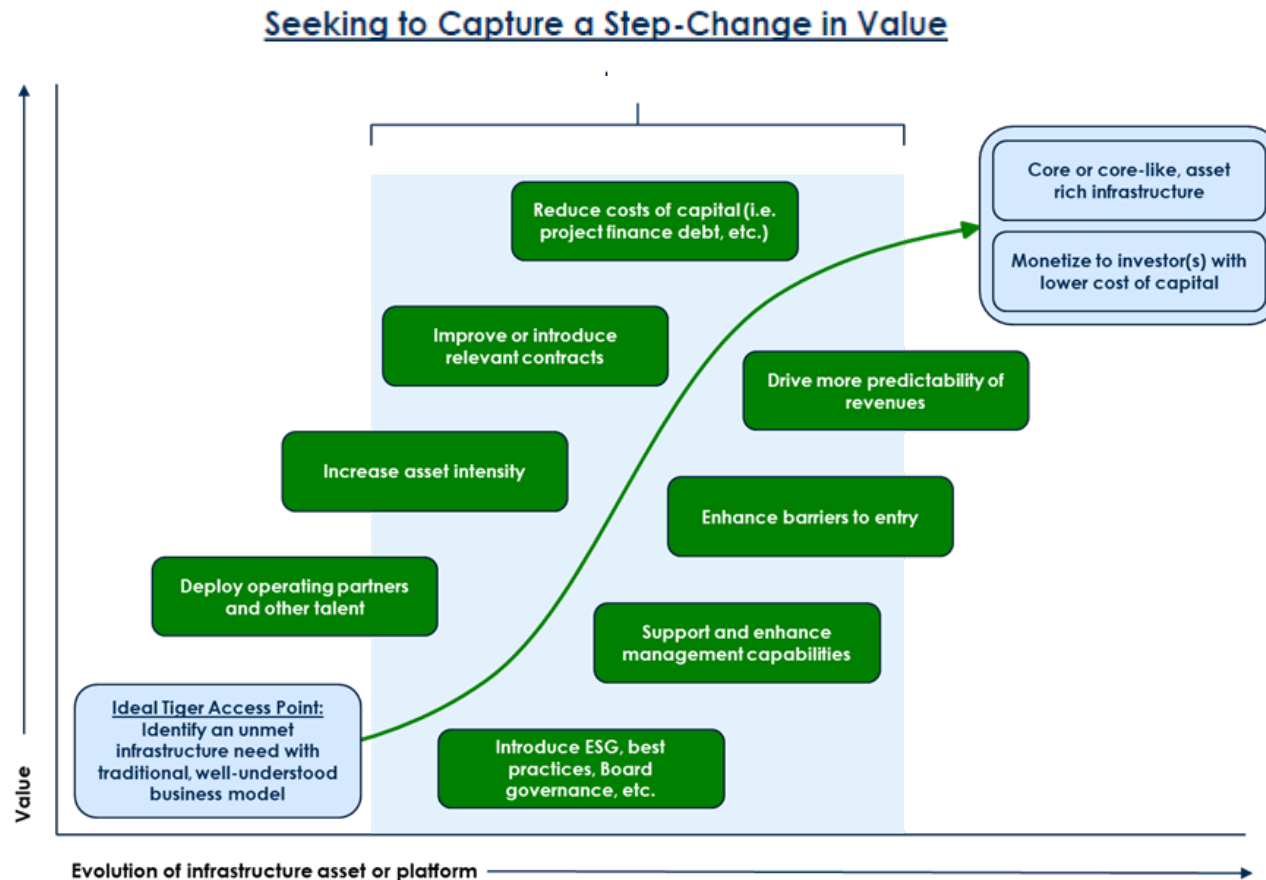 Seeking to Capture a Step-Change in Value
Core or core-like, asset
rich infrastructure
Reduce costs of capital (i.e.
project finance debt, etc.)
Monetize to investor(s) with
lower cost of capital
Improve or introduce
relevant contracts
Drive more predictability of
revenues
Increase asset intensity
Enhance barriers to entry
Deploy operating partners
and other talent
Support and enhance
management capabilities
Ideal Tiger Access Point:
Identify an unmet
infrastructure need with
traditional, well-understood
business model
Introduce ESG, best
practices, Board
governance, etc.
Value
Evolution of infrastructure asset or platform